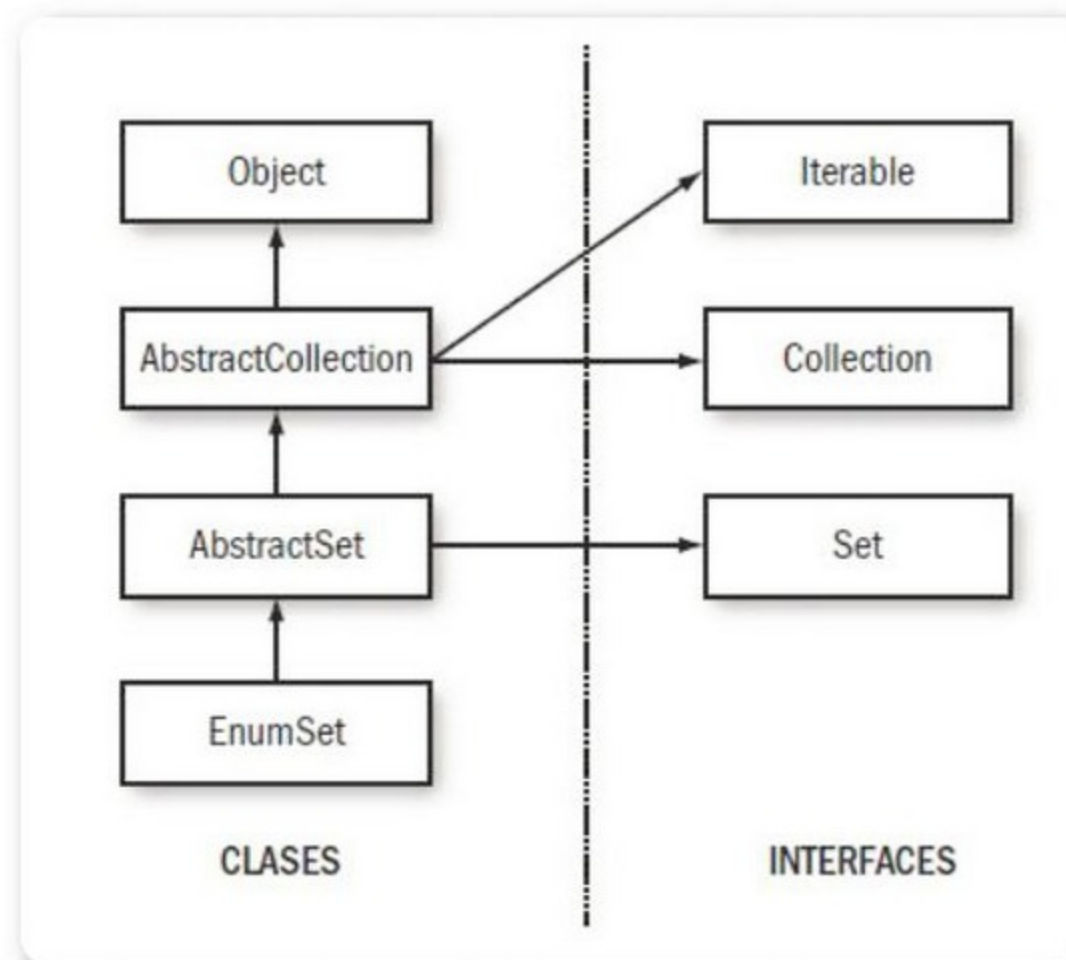 Object
Iterable
AbstractCollection
Collection
AbstractSet
Set
EnumSet
CLASES
INTERFACES